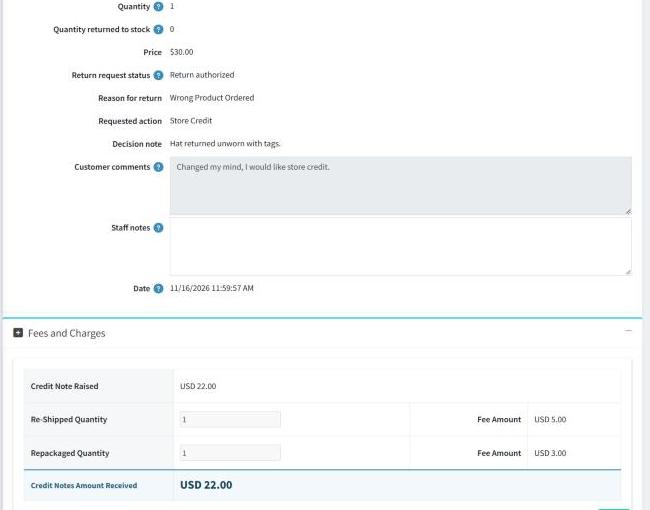 Quantity ? 1
Quantity returned to stock ? 0
Price $30.00
Return request status ? Return authorized
Reason for return Wrong Product Ordered
Requested action Store Credit
Decision note Hat returned unworn with tags.
Customer comments ? Changed my mind, I would like store credit.
Staff notes ?
Date ? 11/16/2026 11:59:57 AM
Fees and Charges
Credit Note Raised USD 22.00
Re-Shipped Quantity 1 Fee Amount USD 5.00
Repackaged Quantity 1 Fee Amount USD 3.00
Credit Notes Amount Received USD 22.00